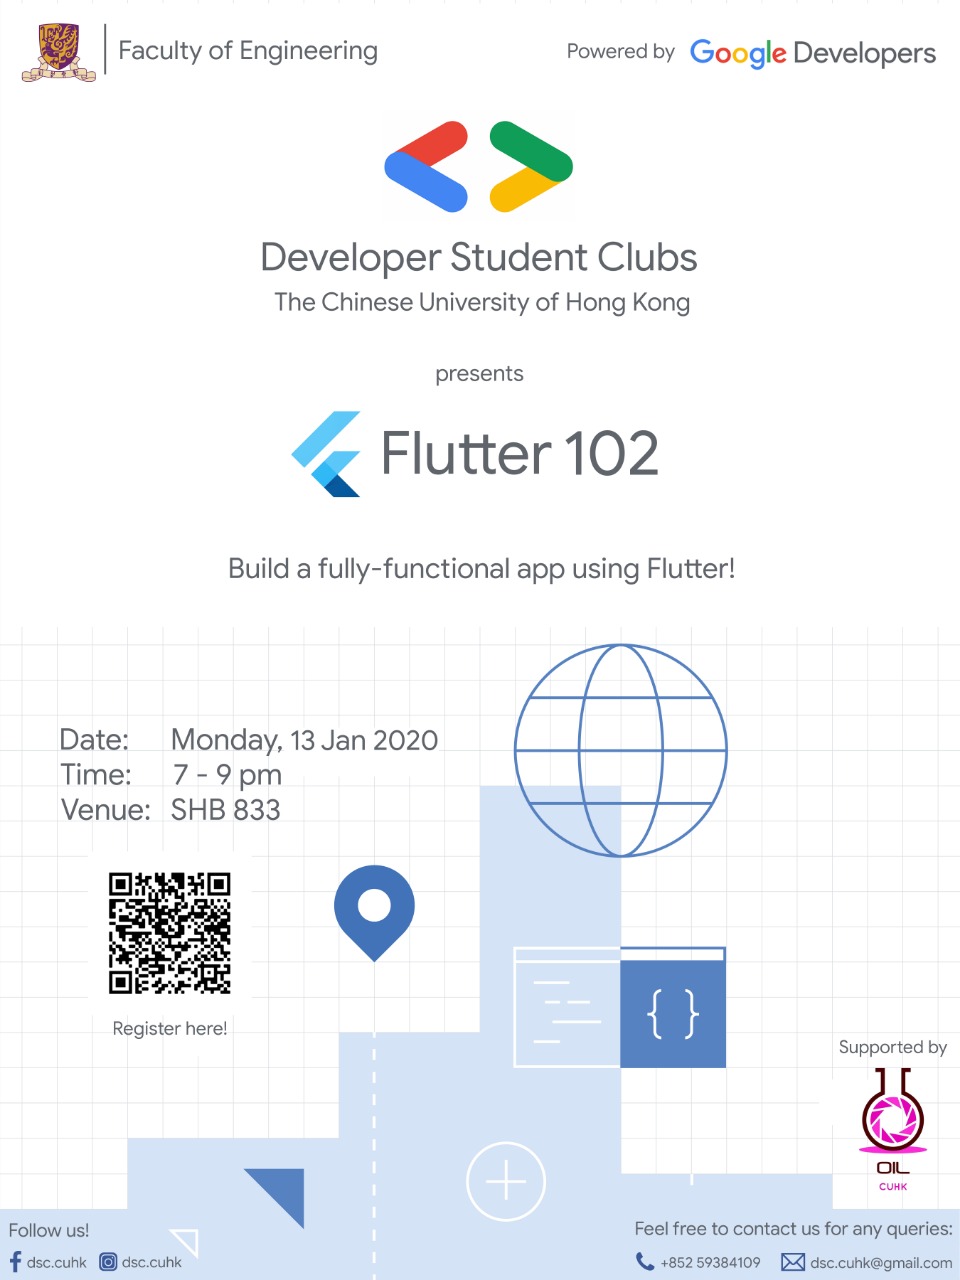 Faculty of Engineering
Powered by Google Developers
Developer Student Clubs
The Chinese University of Hong Kong
presents
Flutter 102
Build a fully-functional app using Flutter!
Date: Monday, 13 Jan 2020
Time: 7 - 9 pm
Venue: SHB 833
Register here!
{ }
Supported by
OIL
CUHK
Follow us!
dsc.cuhk dsc.cuhk
Feel free to contact us for any queries:
+852 59384109 dsc.cuhk@gmail.com